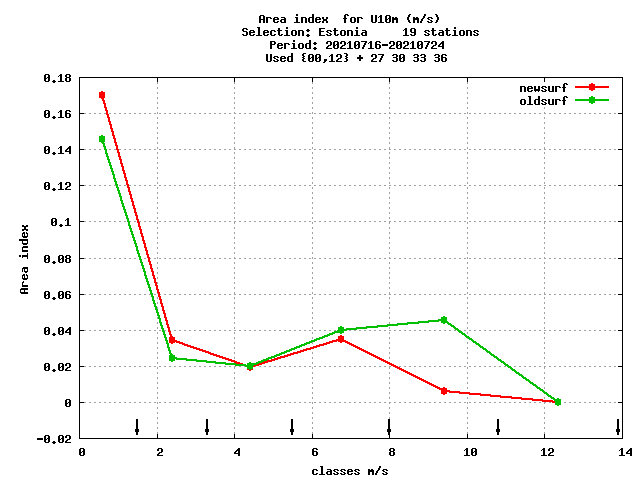 Area index  for U10m (m/s)
Selection: Estonia     19 stations
Period: 20210716-20210724
Used {00,12} + 27 30 33 36
0.18
0.16
0.14
0.12
0.1
0.08
0.06
0.04
0.02
0
-0.02
Area index
newsurf
oldsurf
0 2 4 6 8 10 12 14
classes m/s